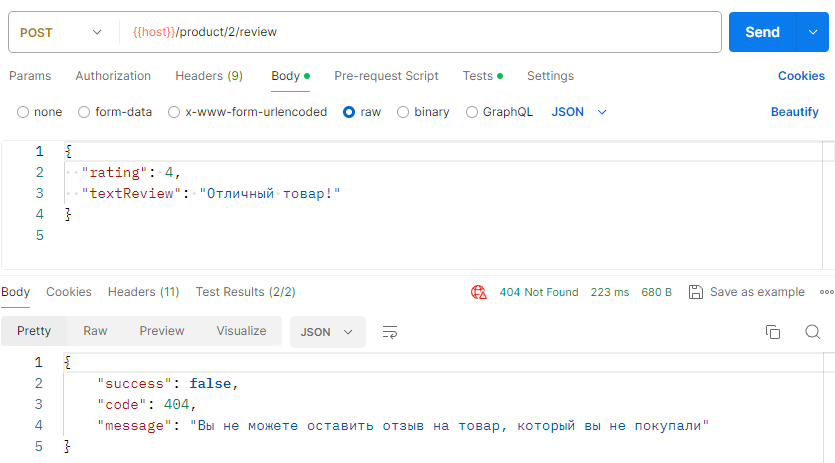 POST {{host}}/product/2/review Send
Params Authorization Headers (9) Body Pre-request Script Tests Settings Cookies
none form-data x-www-form-urlencoded raw binary GraphQL JSON Beautify
1 {
2 "rating": 4,
3 "textReview": "Отличный товар!"
4 }
5
Body Cookies Headers (11) Test Results (2/2) 404 Not Found 223 ms 680 B Save as example
Pretty Raw Preview Visualize JSON
1 {
2 "success": false,
3 "code": 404,
4 "message": "Вы не можете оставить отзыв на товар, который вы не покупали"
5 }